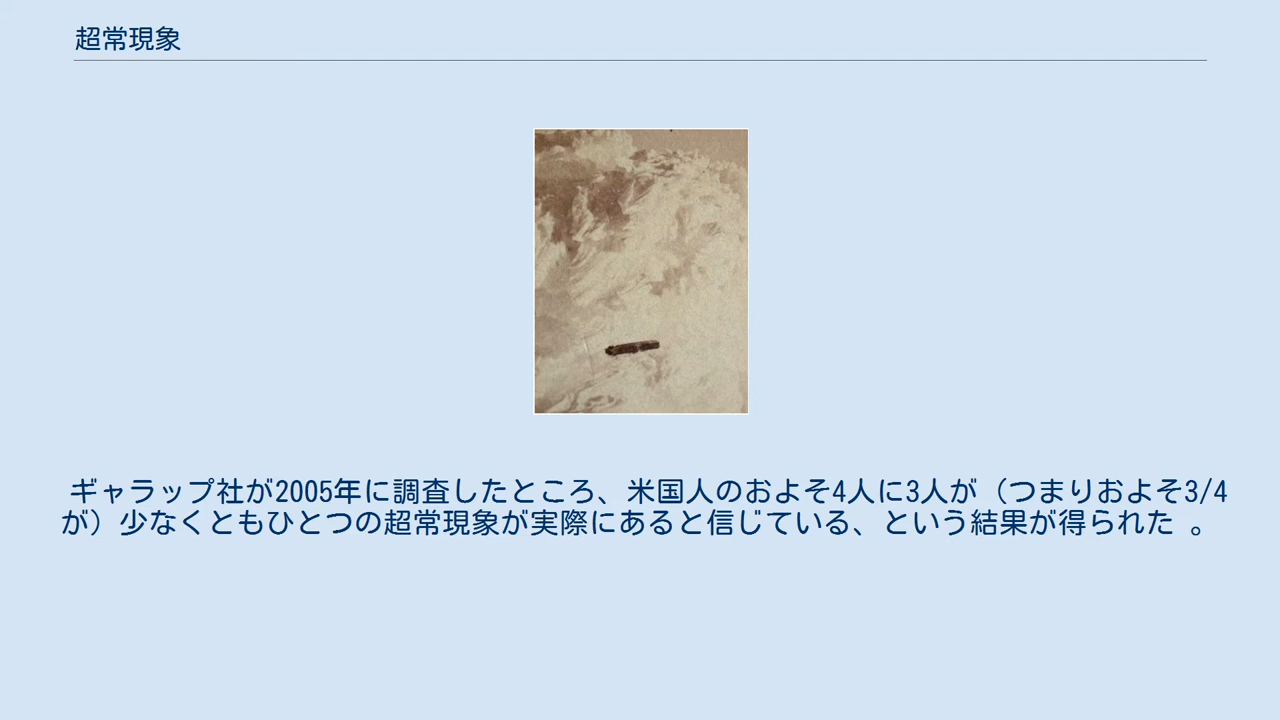 超常現象
ギャラップ社が2005年に調査したところ、米国人のおよそ4人に3人が（つまりおよそ3/4
が）少なくともひとつの超常現象が実際にあると信じている、という結果が得られた 。